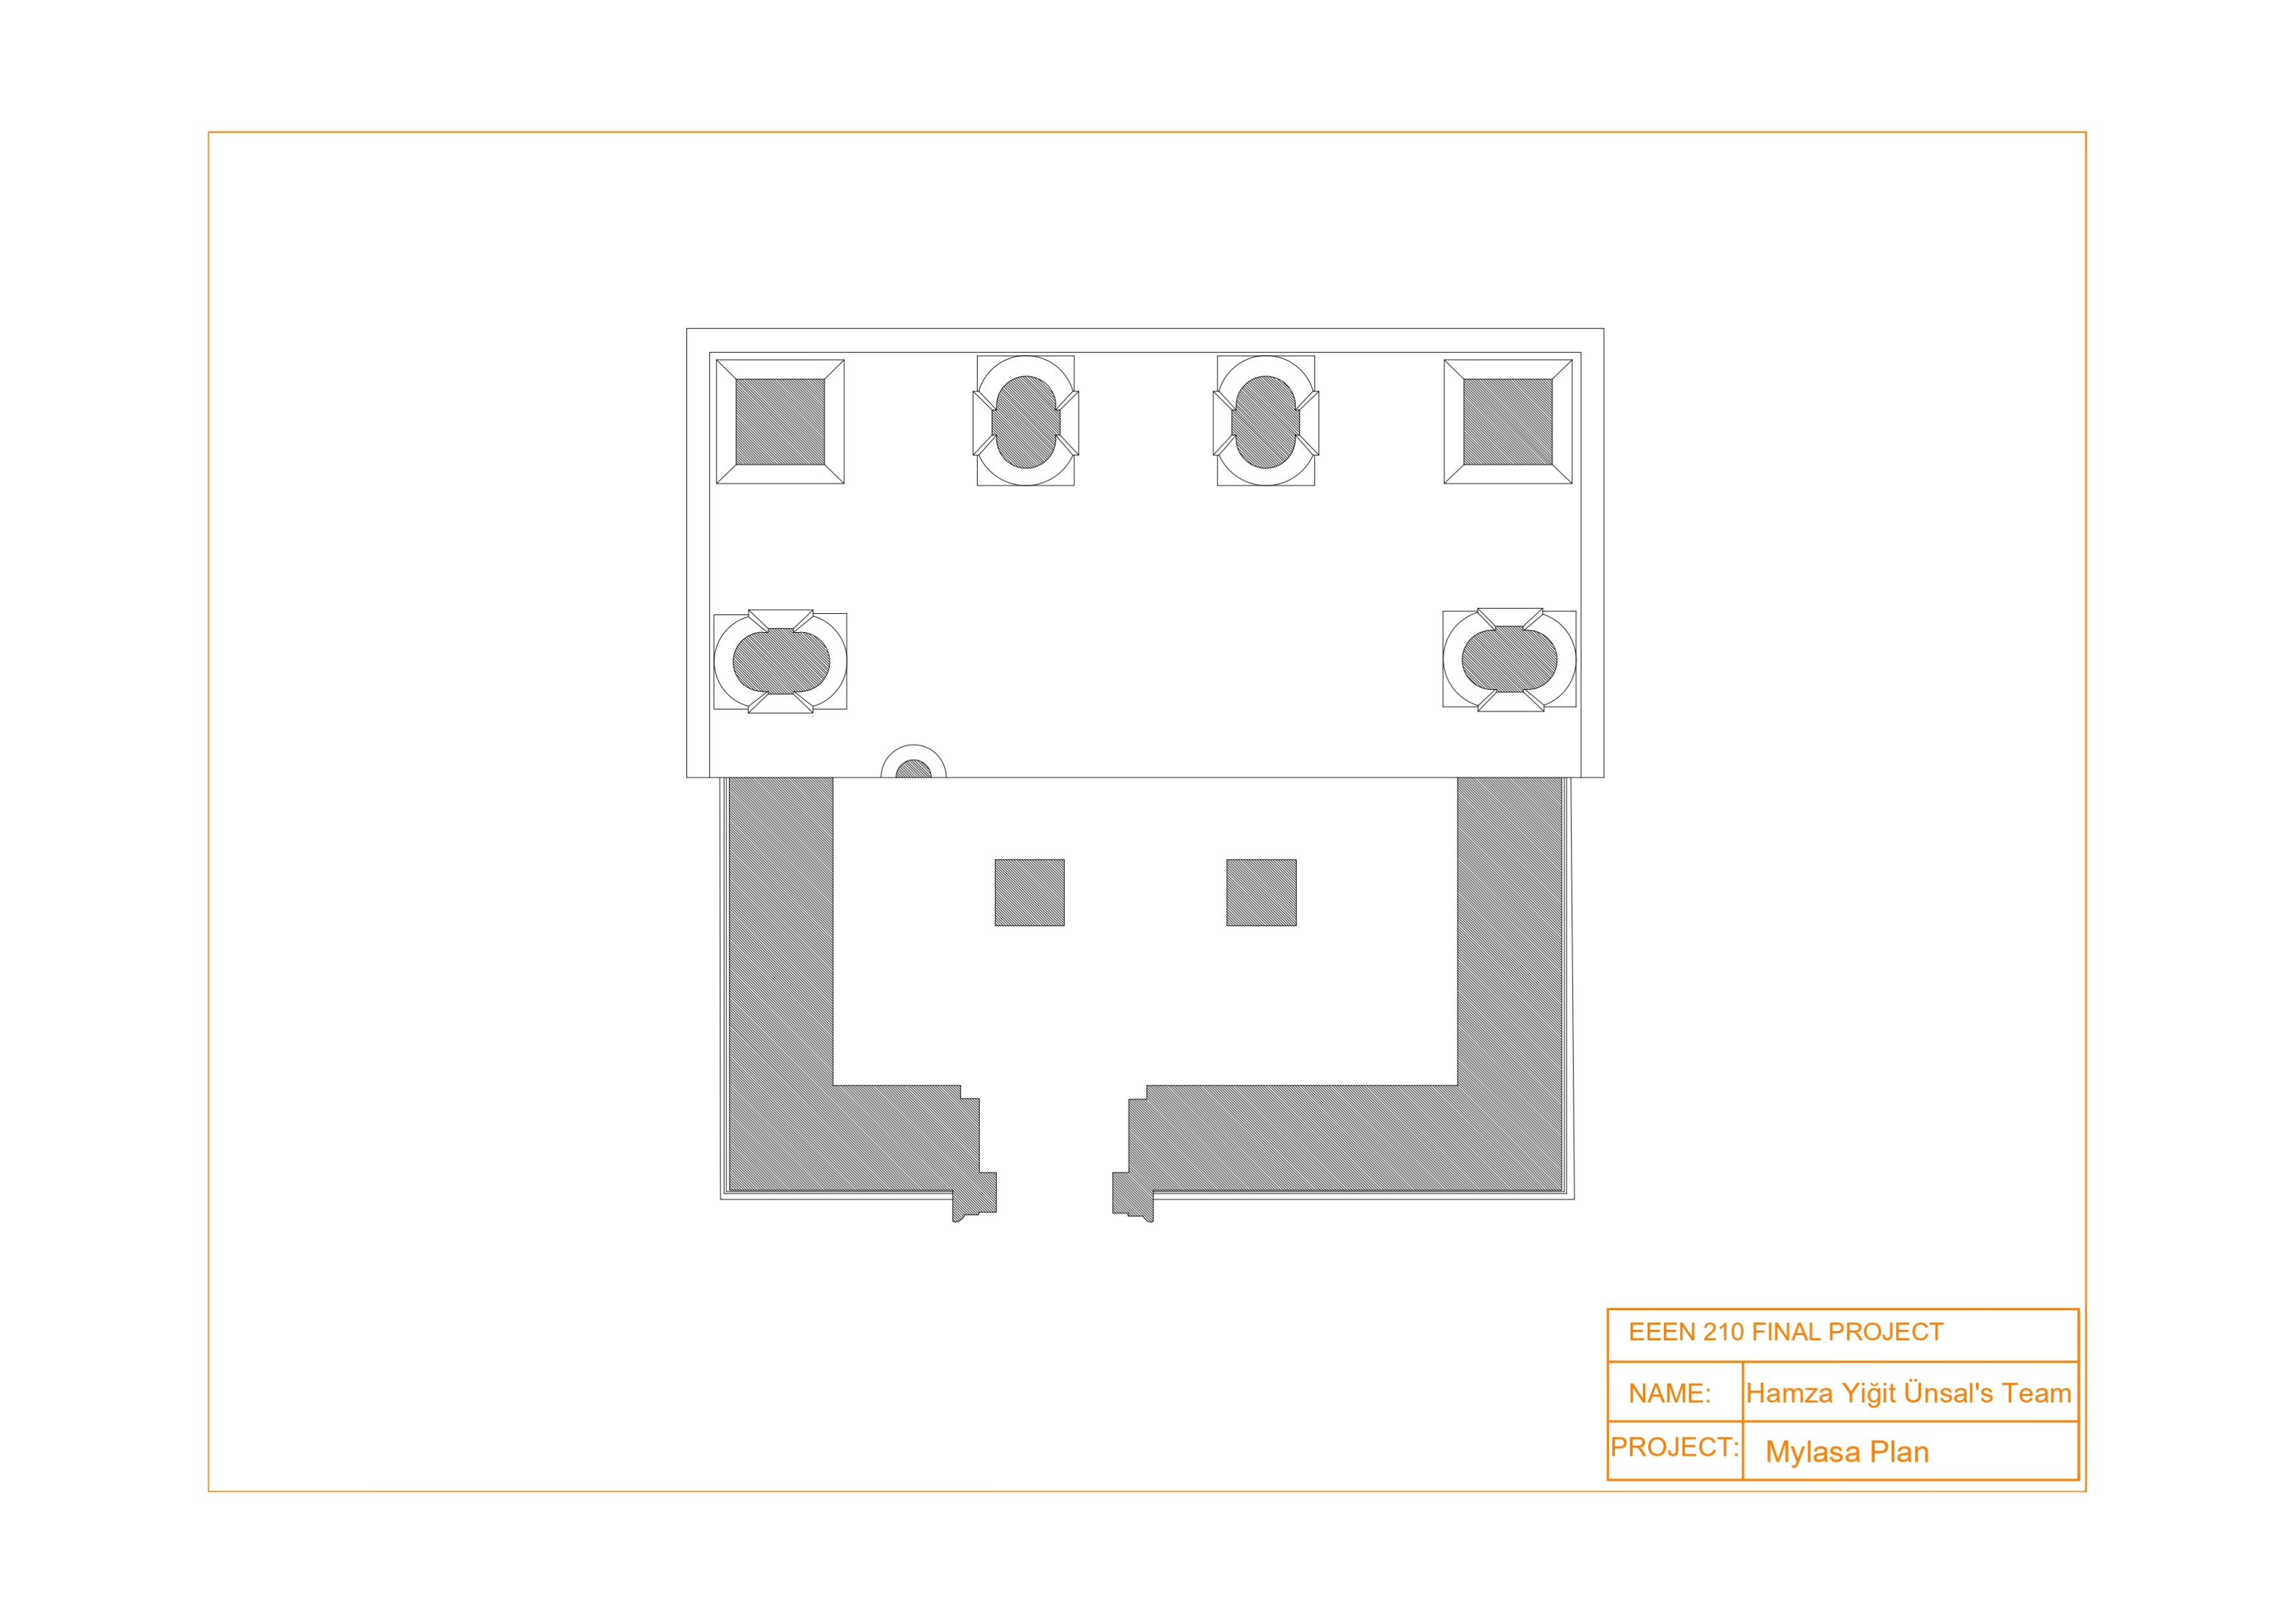 EEEN 210 FINAL PROJECT
NAME: Hamza Yiğit Ünsal's Team
PROJECT: Mylasa Plan